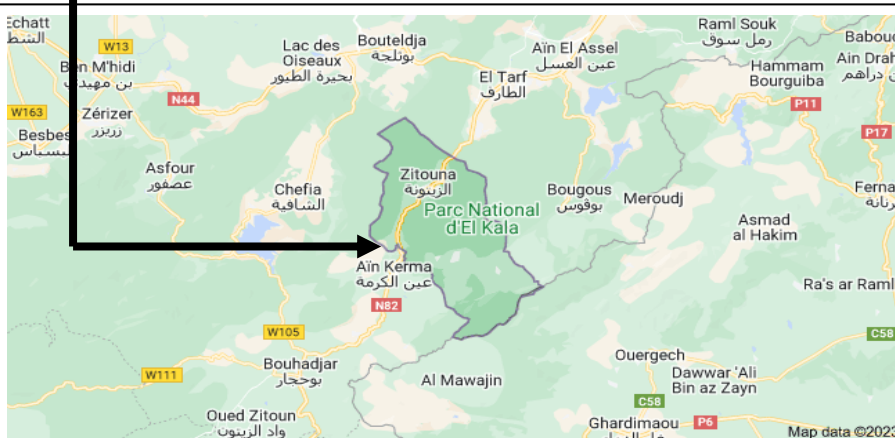 Echatt
الشط
W13
Ben M'hidi
بن مهيدي
W163
Besbes
بسباس
Zérizer
زريزر
N44
Asfour
عصفور
Lac des
Oiseaux
بحيرة الطيور
Bouteldja
بوثلجة
Aïn El Assel
عين العسل
El Tarf
الطارف
Raml Souk
رمل سوق
Hammam
Bourguiba
P11
P17
Chefia
الشافية
Zitouna
الزيتونة
Parc National
d'El Kala
Bougous
بوقوس
Meroudj
Asmad
al Hakim
Ra's ar Raml
Aïn Kerma
عين الكرمة
N82
W105
Bouhadjar
بوحجار
W111
Oued Zitoun
واد الزيتون
Al Mawajin
Ouergech
Dawwar 'Ali
Bin az Zayn
C58
C58
Ghardimaou
P6
Map data ©2023